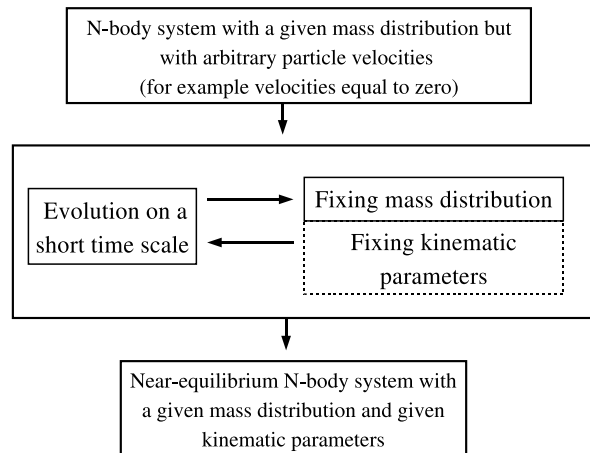 N-body system with a given mass distribution but
with arbitrary particle velocities
(for example velocities equal to zero)
Evolution on a
short time scale
Fixing mass distribution
Fixing kinematic
parameters
Near-equilibrium N-body system with
a given mass distribution and given
kinematic parameters